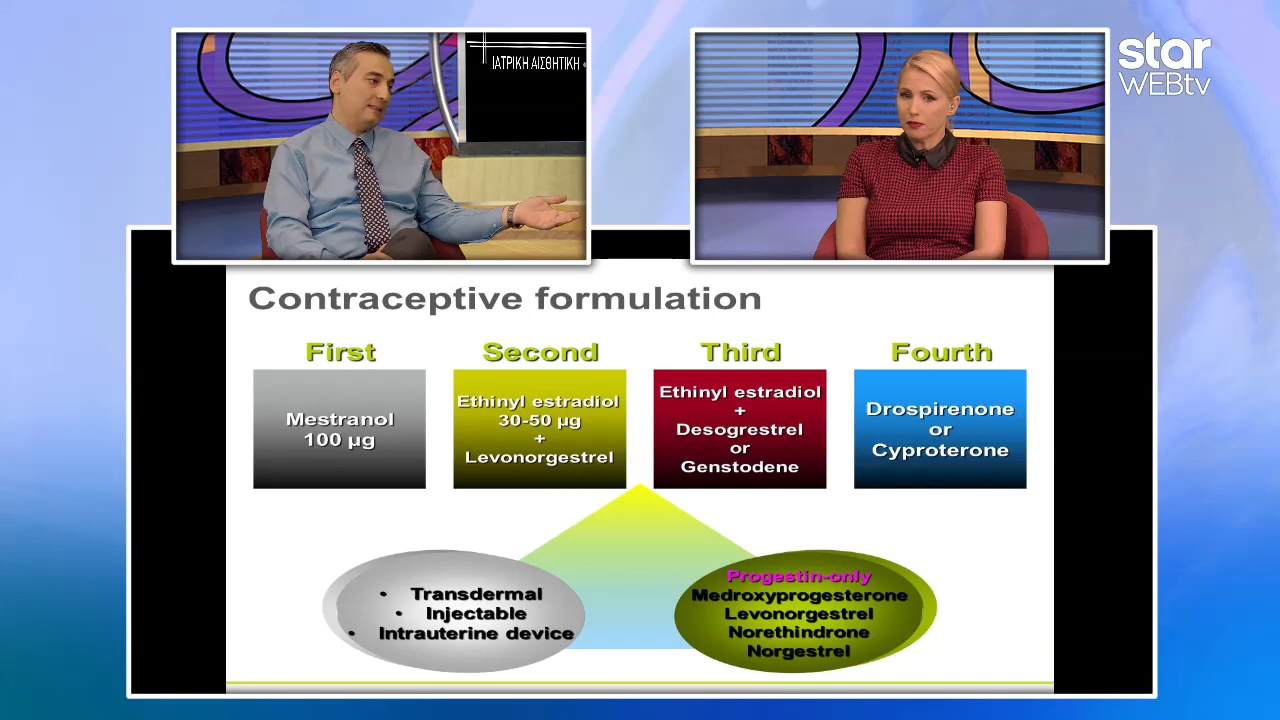 ΙΑΤΡΙΚΗ ΑΙΣΘΗΤΙΚΗ
star
WEBtv
Contraceptive formulation
First
Second
Third
Fourth
Mestranol
100 µg
Ethinyl estradiol
30-50 µg
+
Levonorgestrel
Ethinyl estradiol
+
Desogrestrel
or
Genstodene
Drospirenone
or
Cyproterone
• Transdermal
• Injectable
• Intrauterine device
Progestin-only
Medroxyprogesterone
Levonorgestrel
Norethindrone
Norgestrel